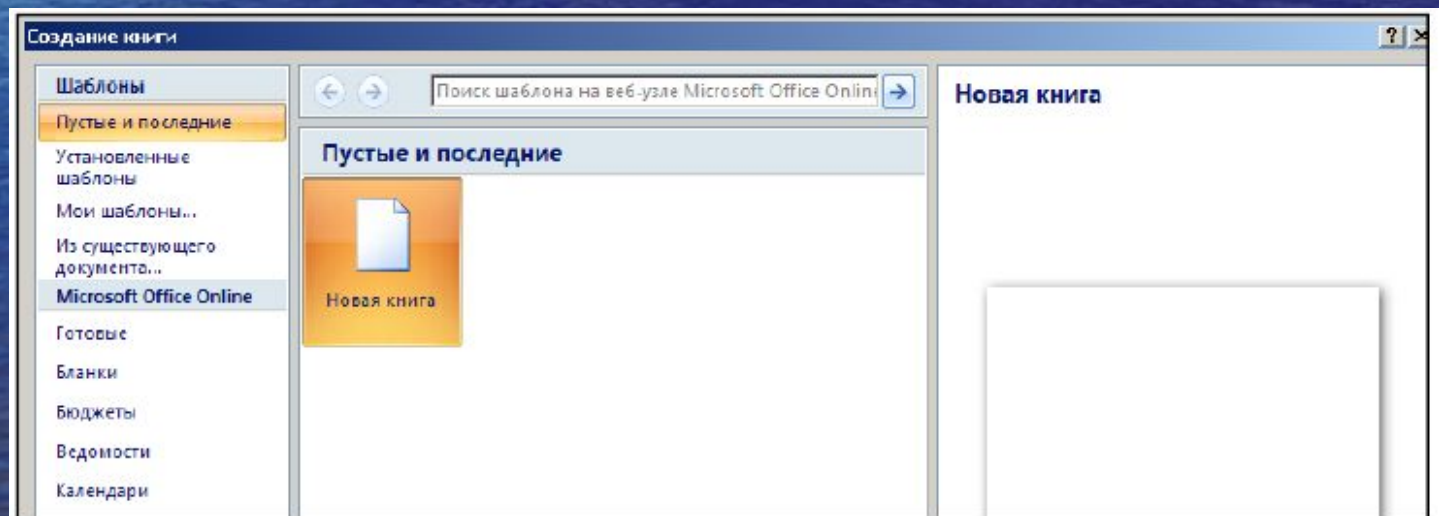 Создание книги
Шаблоны
Пустые и последние
Установленные
шаблоны
Мои шаблоны...
Из существующего
документа...
Microsoft Office Online
Готовые
Бланки
Бюджеты
Ведомости
Календари
Поиск шаблона на веб-узле Microsoft Office Onlin
Пустые и последние
Новая книга
Новая книга